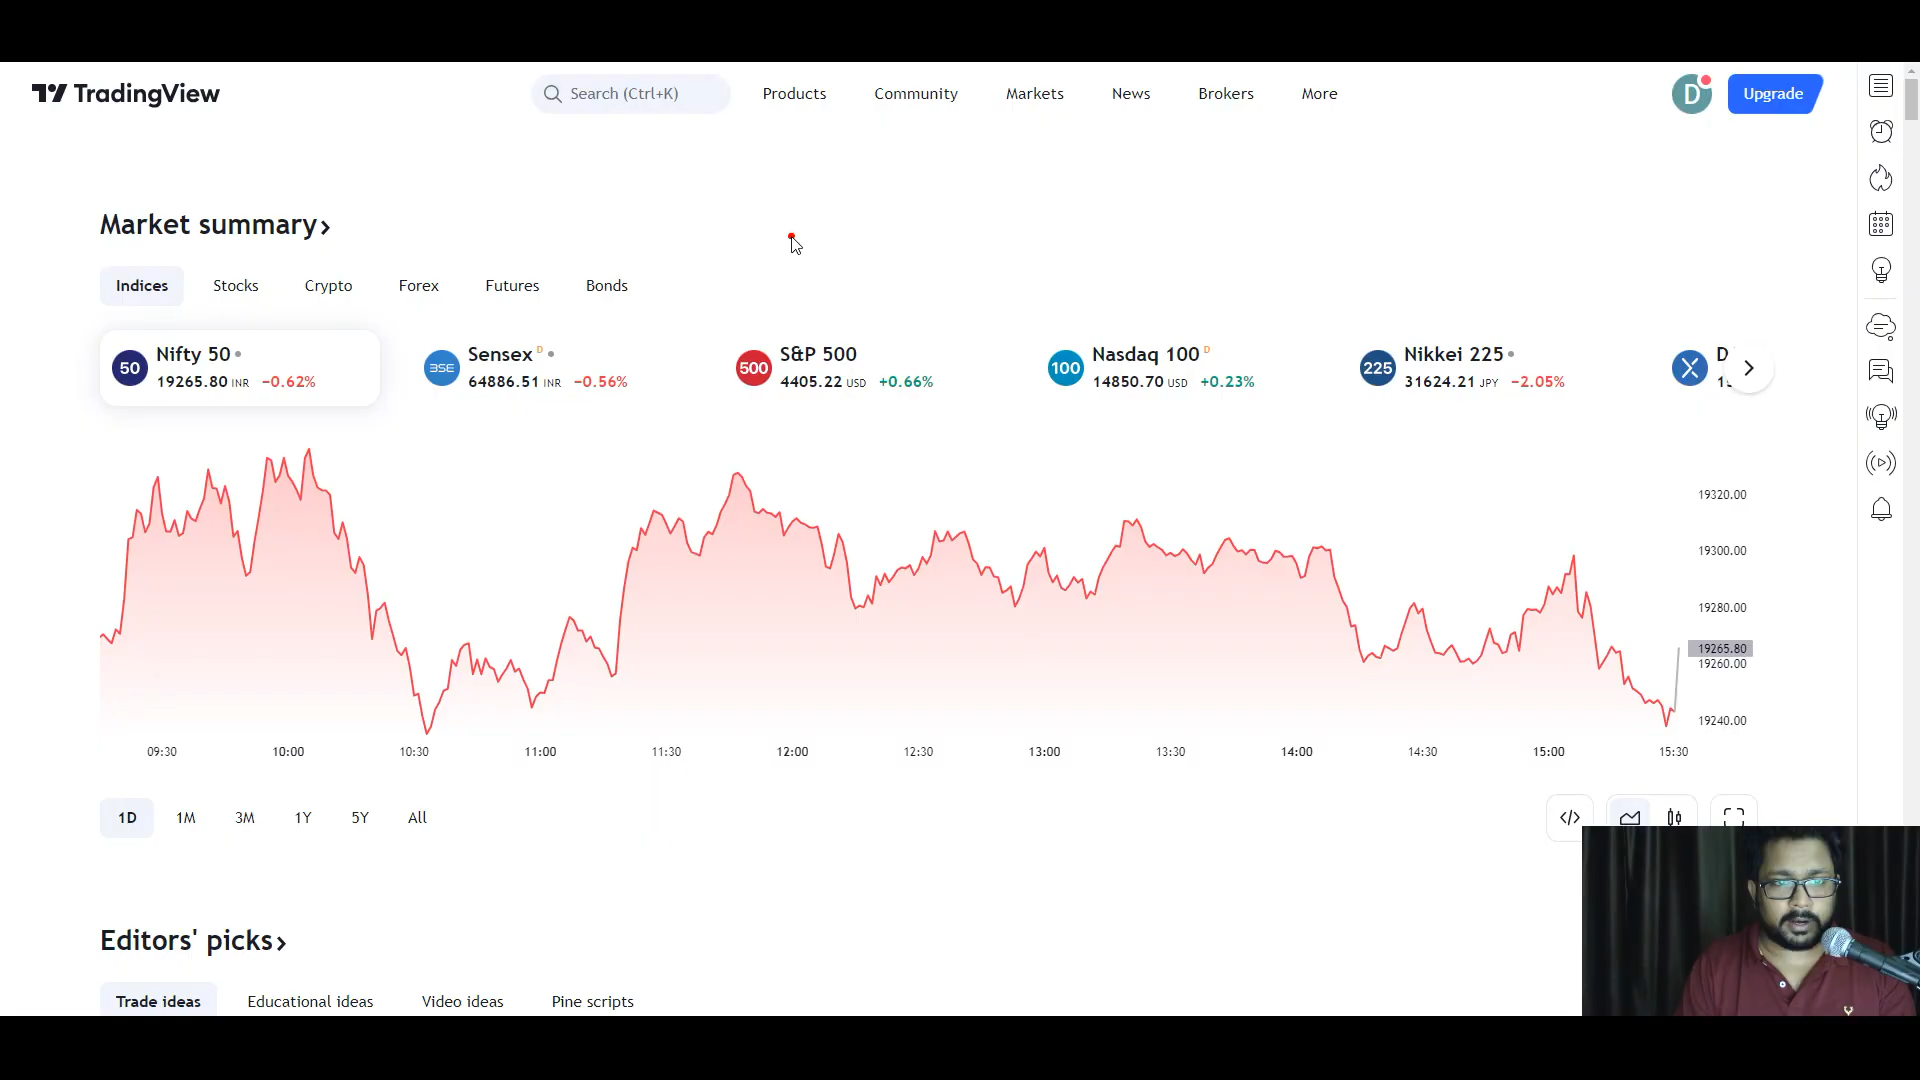 TradingView
Search (Ctrl+K)
Products
Community
Markets
News
Brokers
More
D
Upgrade
Market summary
Indices
Stocks
Crypto
Forex
Futures
Bonds
50
Nifty 50
19265.80 INR −0.62%
BSE
Sensex D
64886.51 INR −0.56%
500
S&P 500
4405.22 USD +0.66%
100
Nasdaq 100 D
14850.70 USD +0.23%
225
Nikkei 225
31624.21 JPY −2.05%
D
19320.00
19300.00
19280.00
19265.80
19260.00
19240.00
09:30
10:00
10:30
11:00
11:30
12:00
12:30
13:00
13:30
14:00
14:30
15:00
15:30
1D
1M
3M
1Y
5Y
All
Editors' picks
Trade ideas
Educational ideas
Video ideas
Pine scripts